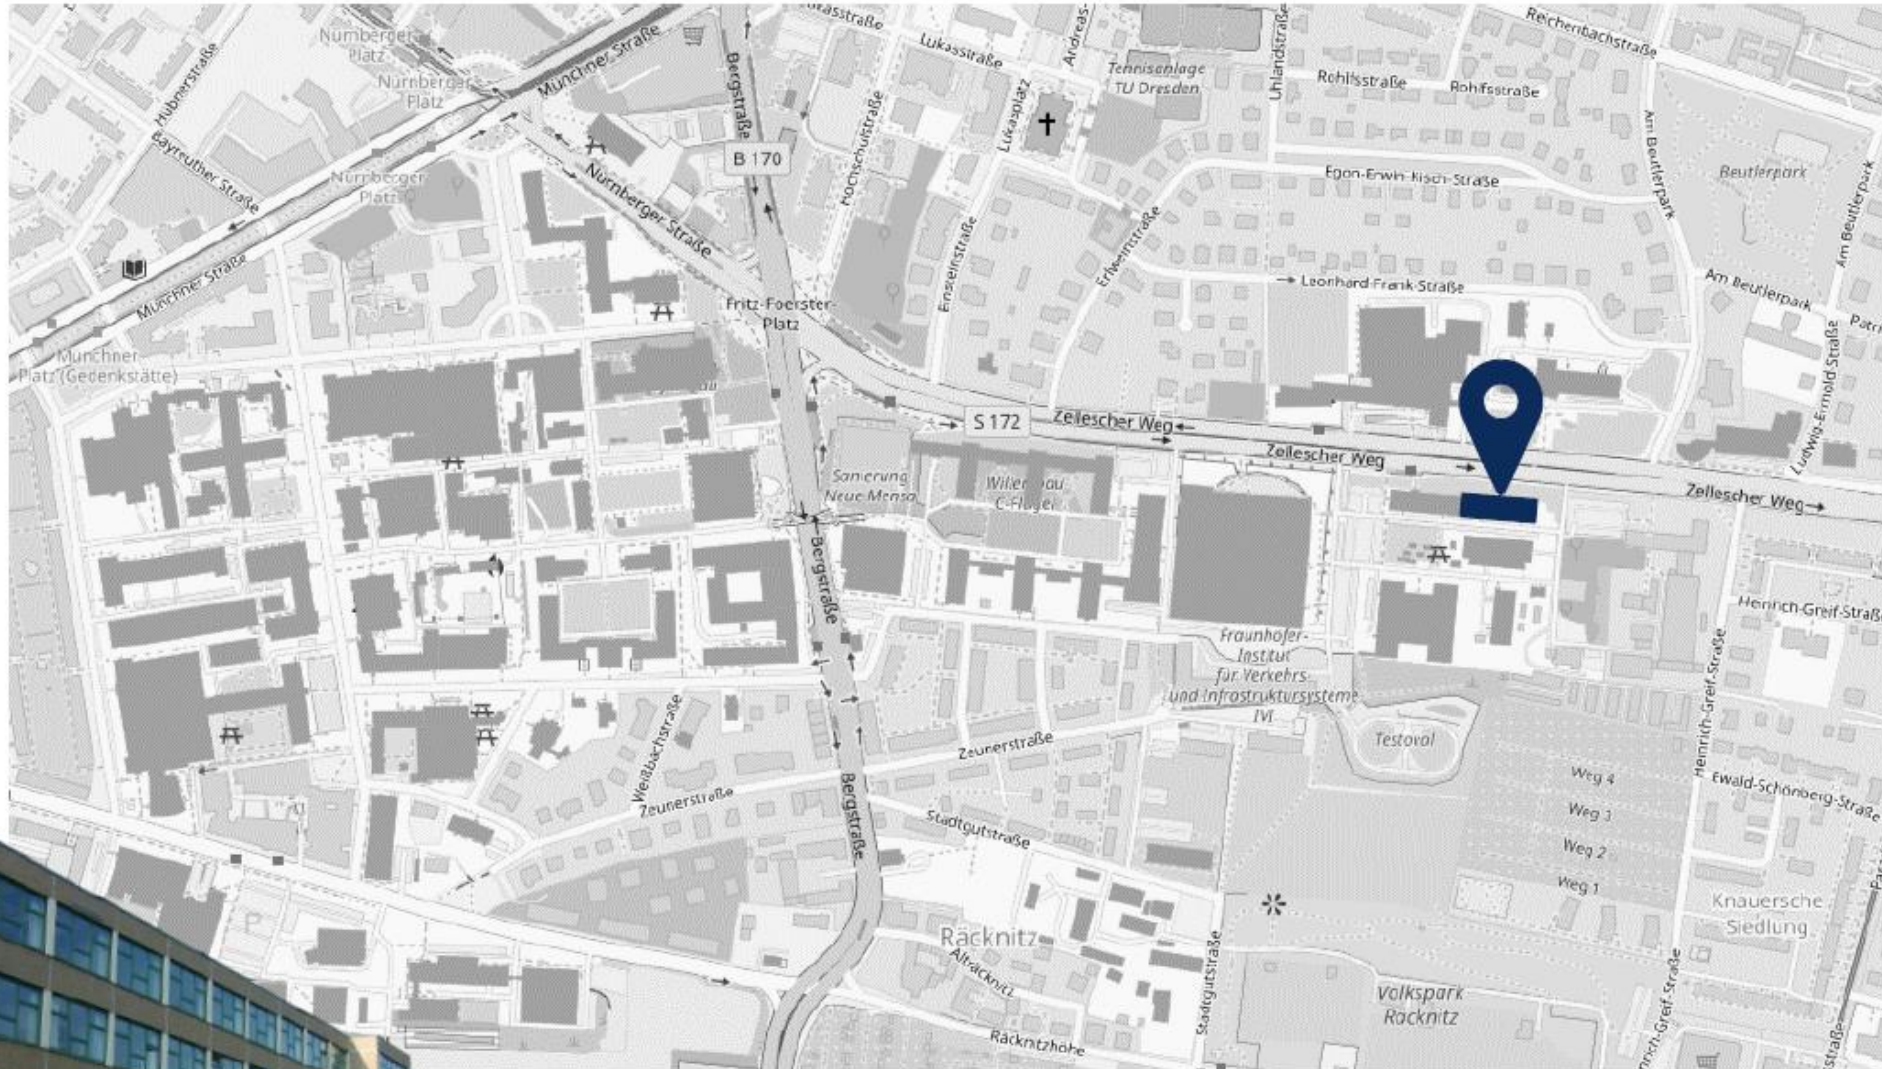 Lukasstraße
Andreas-
Reichenbachstraße
Nürnberger
Platz
Münchner Straße
Hübnerstraße
Nürnberger
Platz
Bergstraße
Tennisanlage
TU Dresden
Uhlandstraße
Rohlfsstraße
Rohlfsstraße
Lukasplatz
Hochschulstraße
Bayreuther Straße
B 170
Nürnberger
Platz
Nürnberger Straße
Egon-Erwin-Kisch-Straße
Am Beutlerpark
Beutlerpark
Am Beutlerpark
Einsteinstraße
Erlweinstraße
Münchner Straße
Leonhard-Frank-Straße
Am Beutlerpark
Fritz-Foerster-
Platz
Münchner
Platz (Gedenkstätte)
Ludwig-Ermold-Straße
S 172
Zellescher Weg
Zellescher Weg
Zellescher Weg
Sanierung
Neue Mensa
C-Flügel
Bergstraße
Heinrich-Greif-Straße
Fraunhofer-
Institut
für Verkehrs-
und Infrastruktursysteme
IVI
Heinrich-Greif-Straße
Weißbachstraße
Zeunerstraße
Testoval
Zeunerstraße
Weg 4
Ewald-Schönberg-Straße
Weg 3
Bergstraße
Stadtgutstraße
Weg 2
Weg 1
Knauersche
Siedlung
Räcknitz
Alträcknitz
Stadtgutstraße
Volkspark
Räcknitz
Räcknitzhöhe